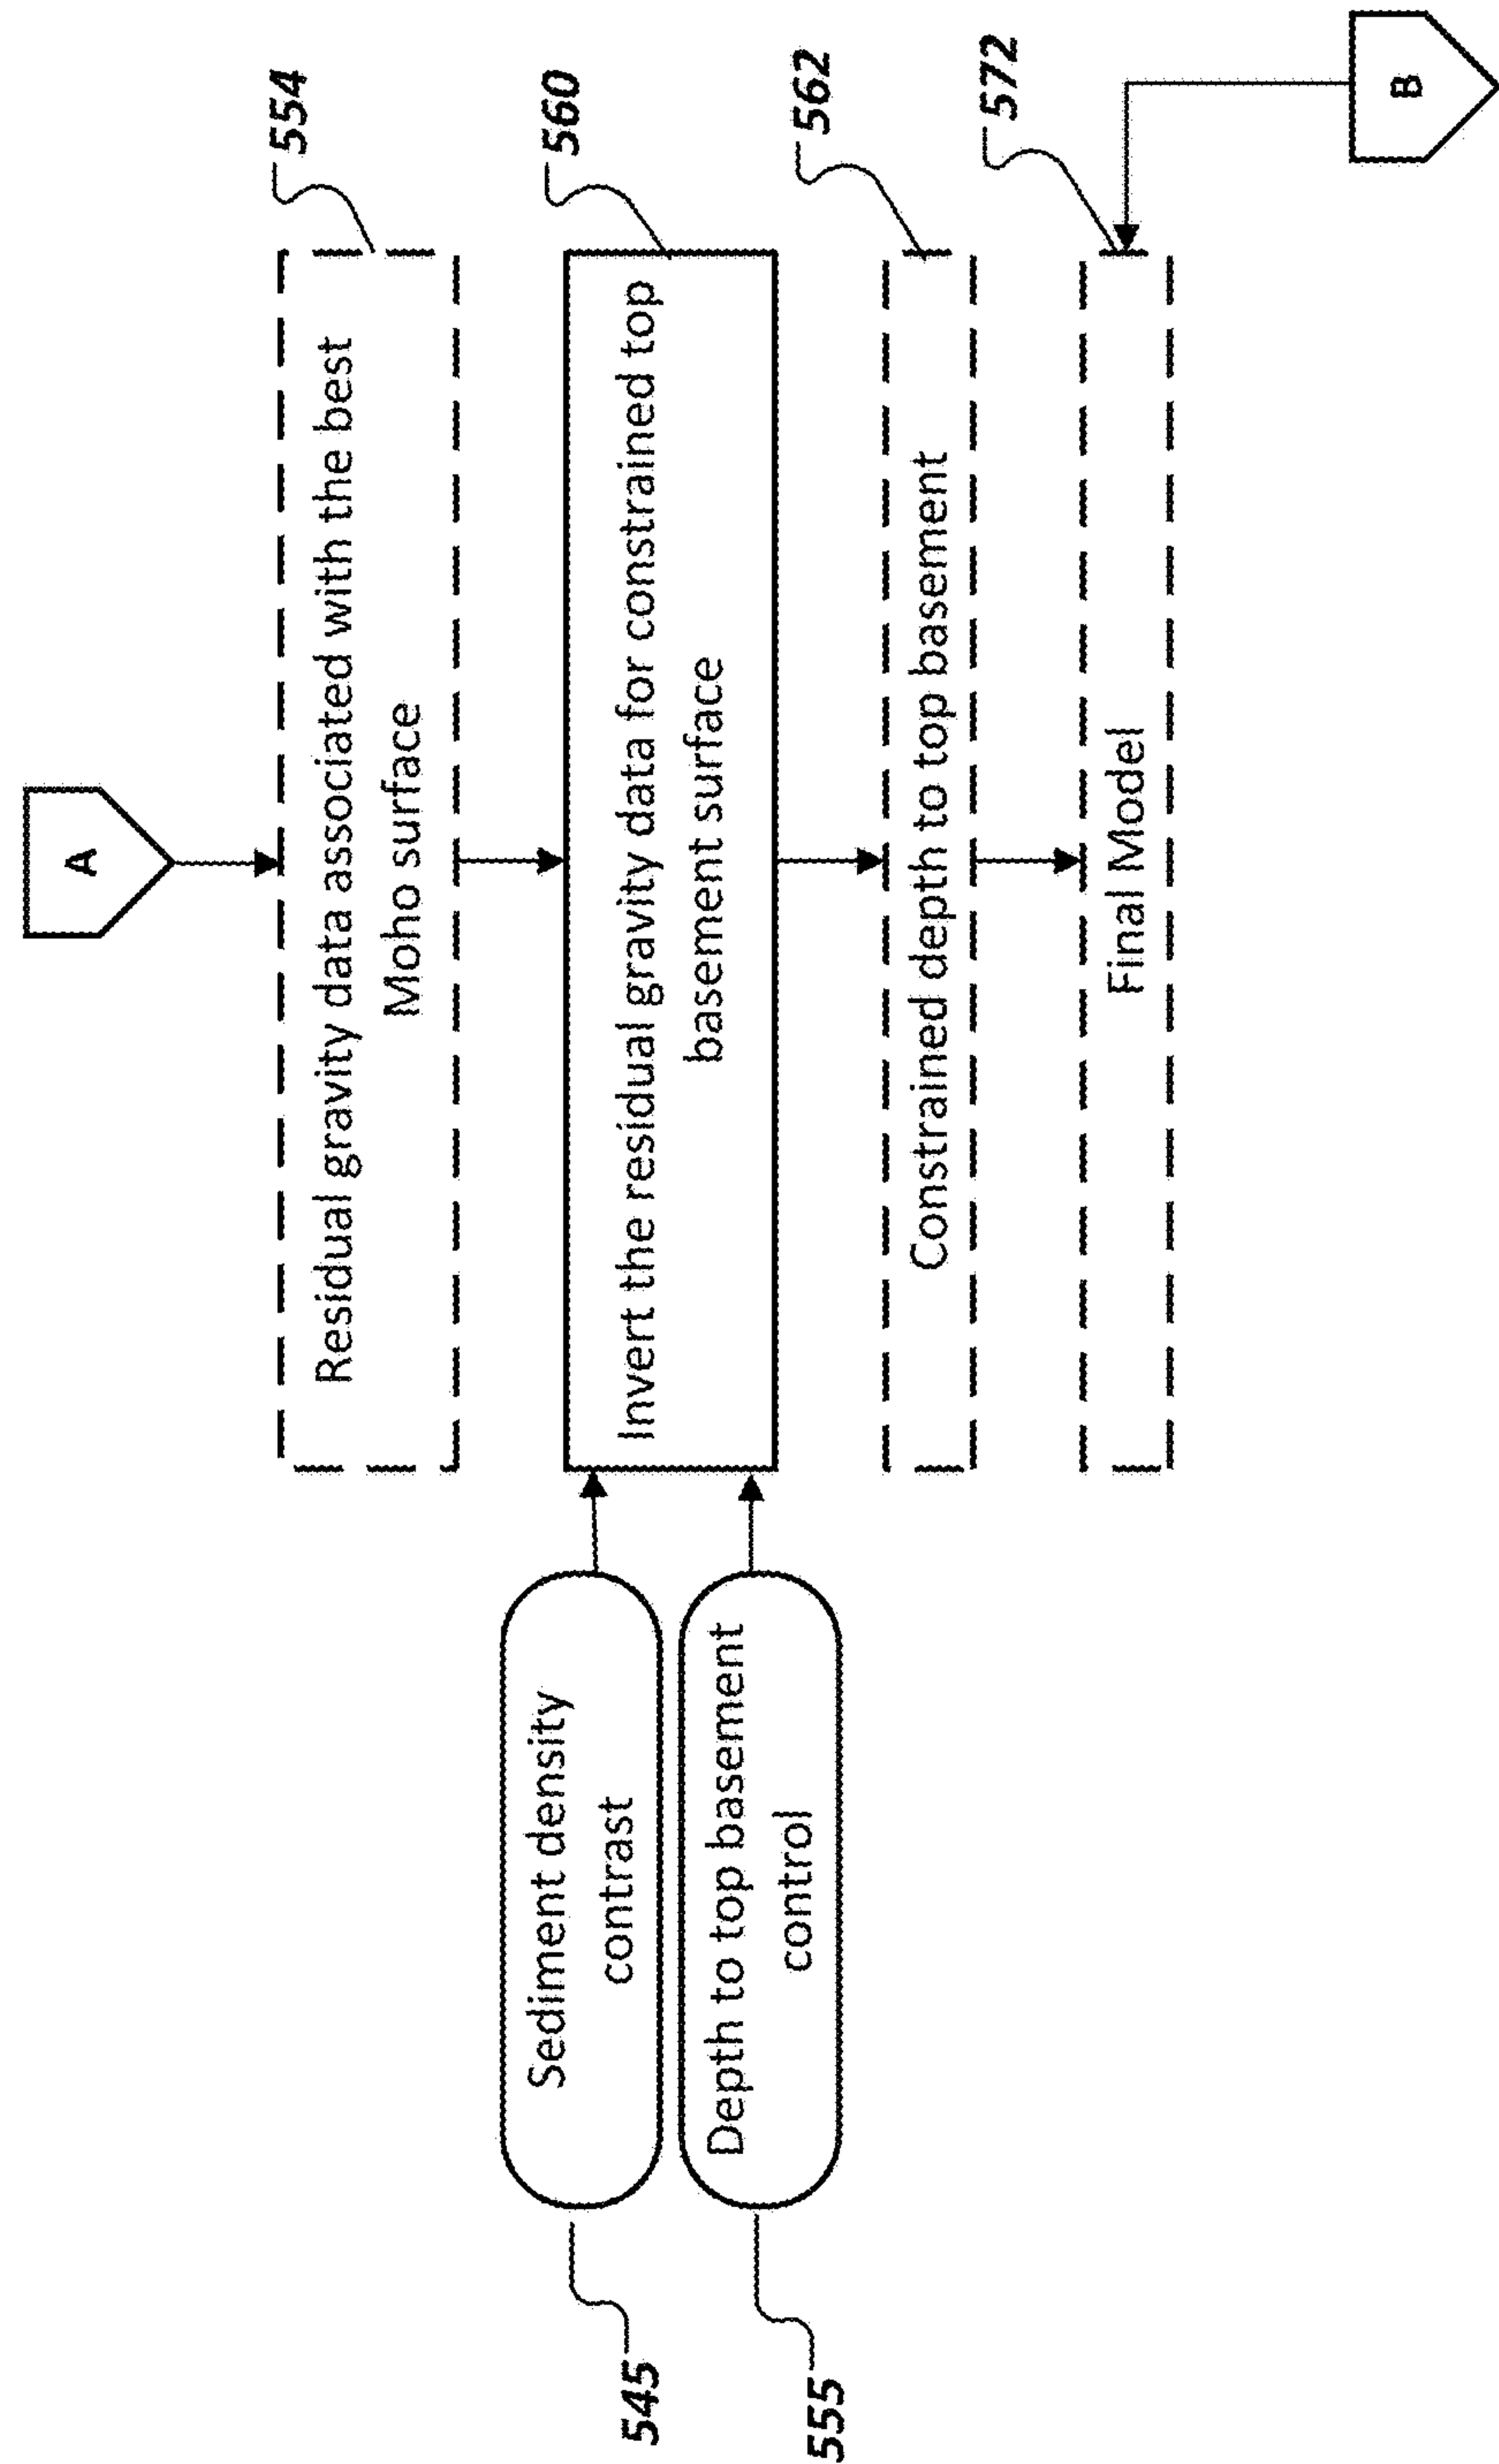 A
Residual gravity data associated with the best
Moho surface
554
Sediment density
contrast
545
Invert the residual gravity data for constrained top
basement surface
560
Depth to top basement
control
555
Constrained depth to top basement
562
Final Model
572
B